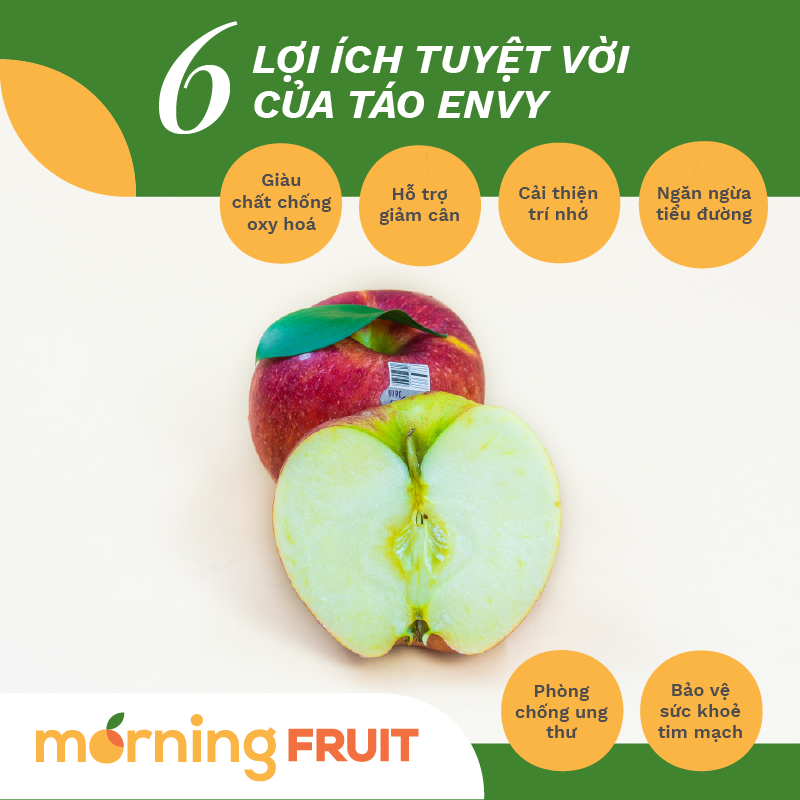 6
LỢI ÍCH TUYỆT VỜI
CỦA TÁO ENVY
Giàu
chất chống
oxy hoá
Hỗ trợ
giảm cân
Cải thiện
trí nhớ
Ngăn ngừa
tiểu đường
Phòng
chống ung
thư
Bảo vệ
sức khoẻ
tim mạch
morning FRUIT